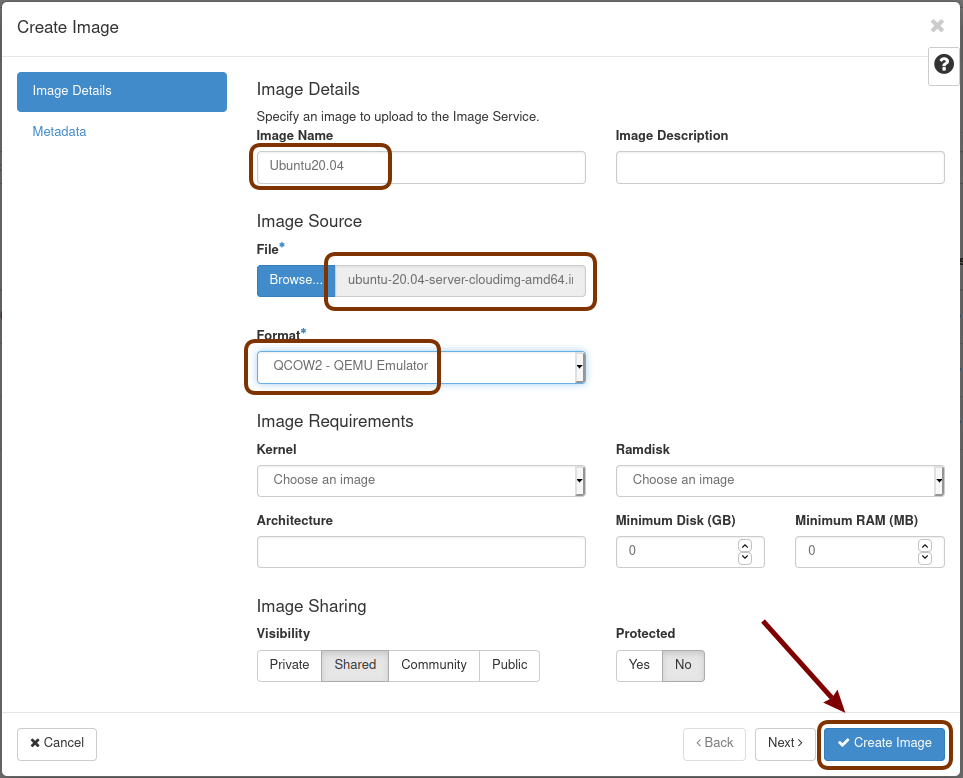 Create Image
Image Details
Metadata
Image Details
Specify an image to upload to the Image Service.
Image Name
Image Description
Ubuntu20.04
Image Source
File*
Browse...
ubuntu-20.04-server-cloudimg-amd64.i
Format*
QCOW2 - QEMU Emulator
Image Requirements
Kernel
Ramdisk
Choose an image
Choose an image
Architecture
Minimum Disk (GB)
Minimum RAM (MB)
0
0
Image Sharing
Visibility
Protected
Private Shared Community Public
Yes No
Cancel
< Back
Next >
Create Image